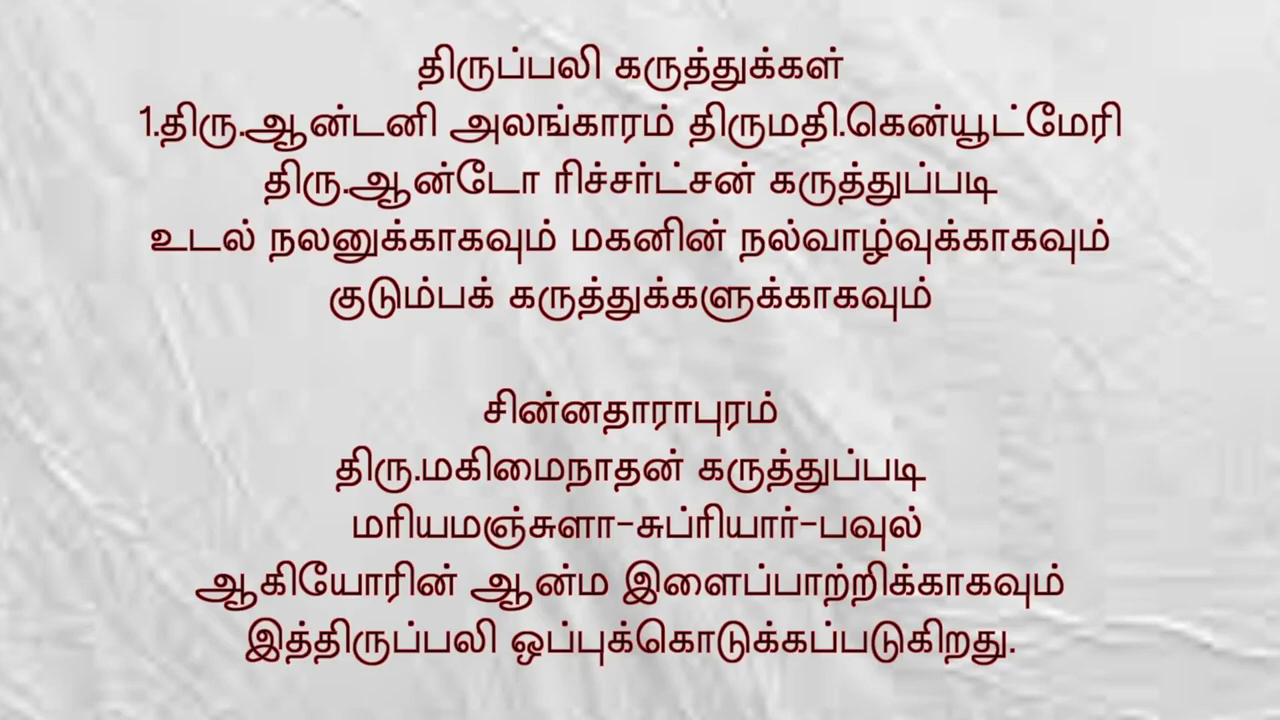 திருப்பலி கருத்துக்கள்
1.திரு.ஆன்டனி அலங்காரம் திருமதி.கென்யூட்மேரி
திரு.ஆன்டோ ரிச்சர்ட்சன் கருத்துப்படி
உடல் நலனுக்காகவும் மகனின் நல்வாழ்வுக்காகவும்
குடும்பக் கருத்துக்களுக்காகவும்
சின்னதாராபுரம்
திரு.மகிமைநாதன் கருத்துப்படி
மரியமஞ்சுளா-சுப்ரியார்-பவுல்
ஆகியோரின் ஆன்ம இளைப்பாற்றிக்காகவும்
இத்திருப்பலி ஒப்புக்கொடுக்கப்படுகிறது.